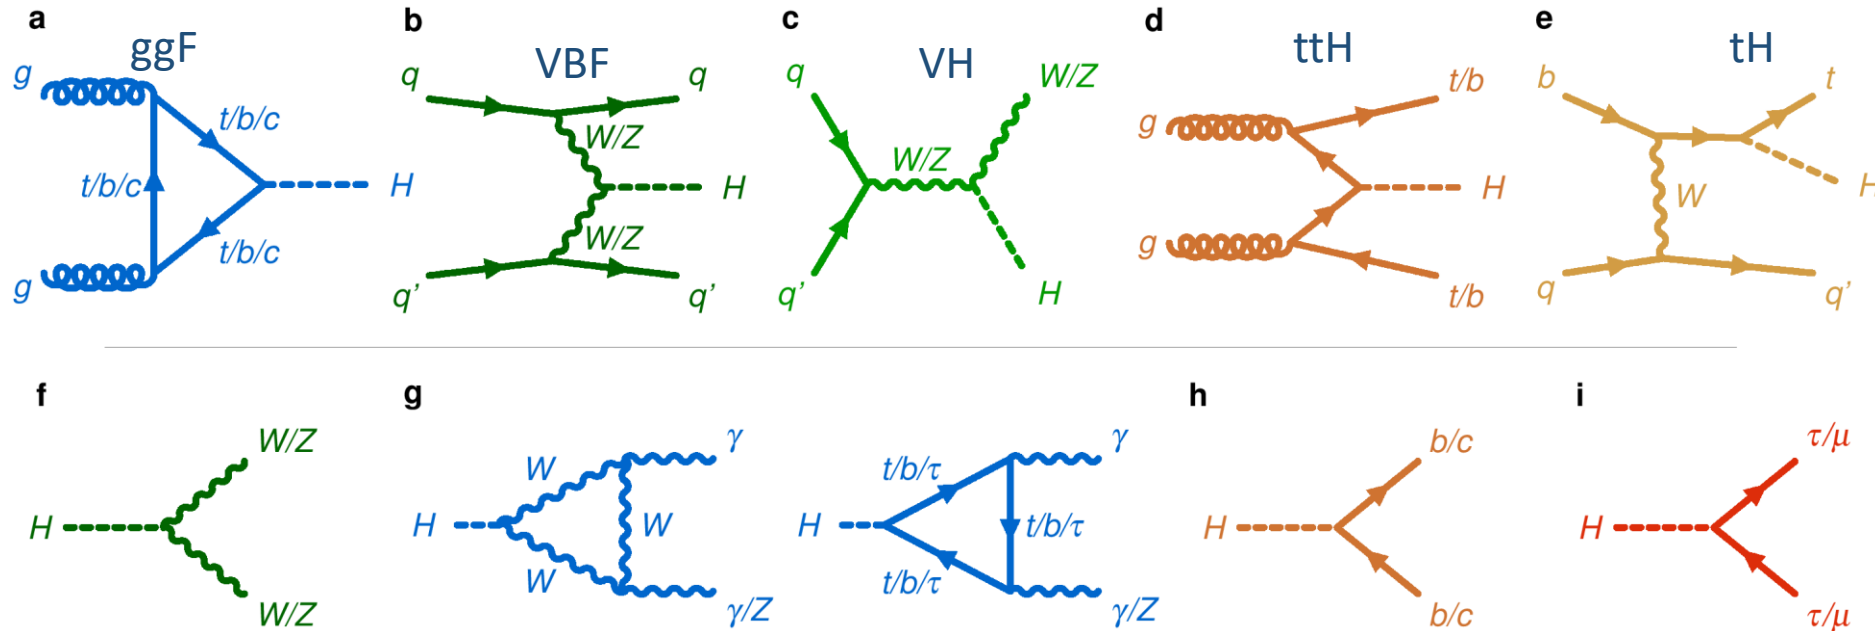 a
ggF
g
t/b/c
t/b/c
H
t/b/c
g
b
VBF
q
q
W/Z
H
W/Z
q'
q'
c
VH
q
W/Z
W/Z
q'
H
d
ttH
t/b
g
H
g
t/b
e
tH
b
t
W
H
q
q'
f
W/Z
H
W/Z
g
γ
W
H
W
W
γ/Z
γ
t/b/τ
H
t/b/τ
t/b/τ
γ/Z
h
b/c
H
b/c
i
τ/μ
H
τ/μ